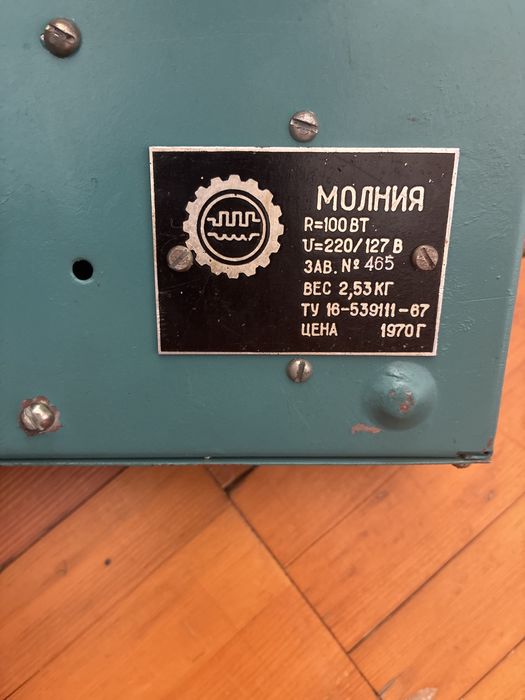 МОЛНИЯ
R=100 ВТ
U=220/127 В
ЗАВ. № 465
ВЕС 2,53 КГ
ТУ 16-539111-67
ЦЕНА 1970 Г